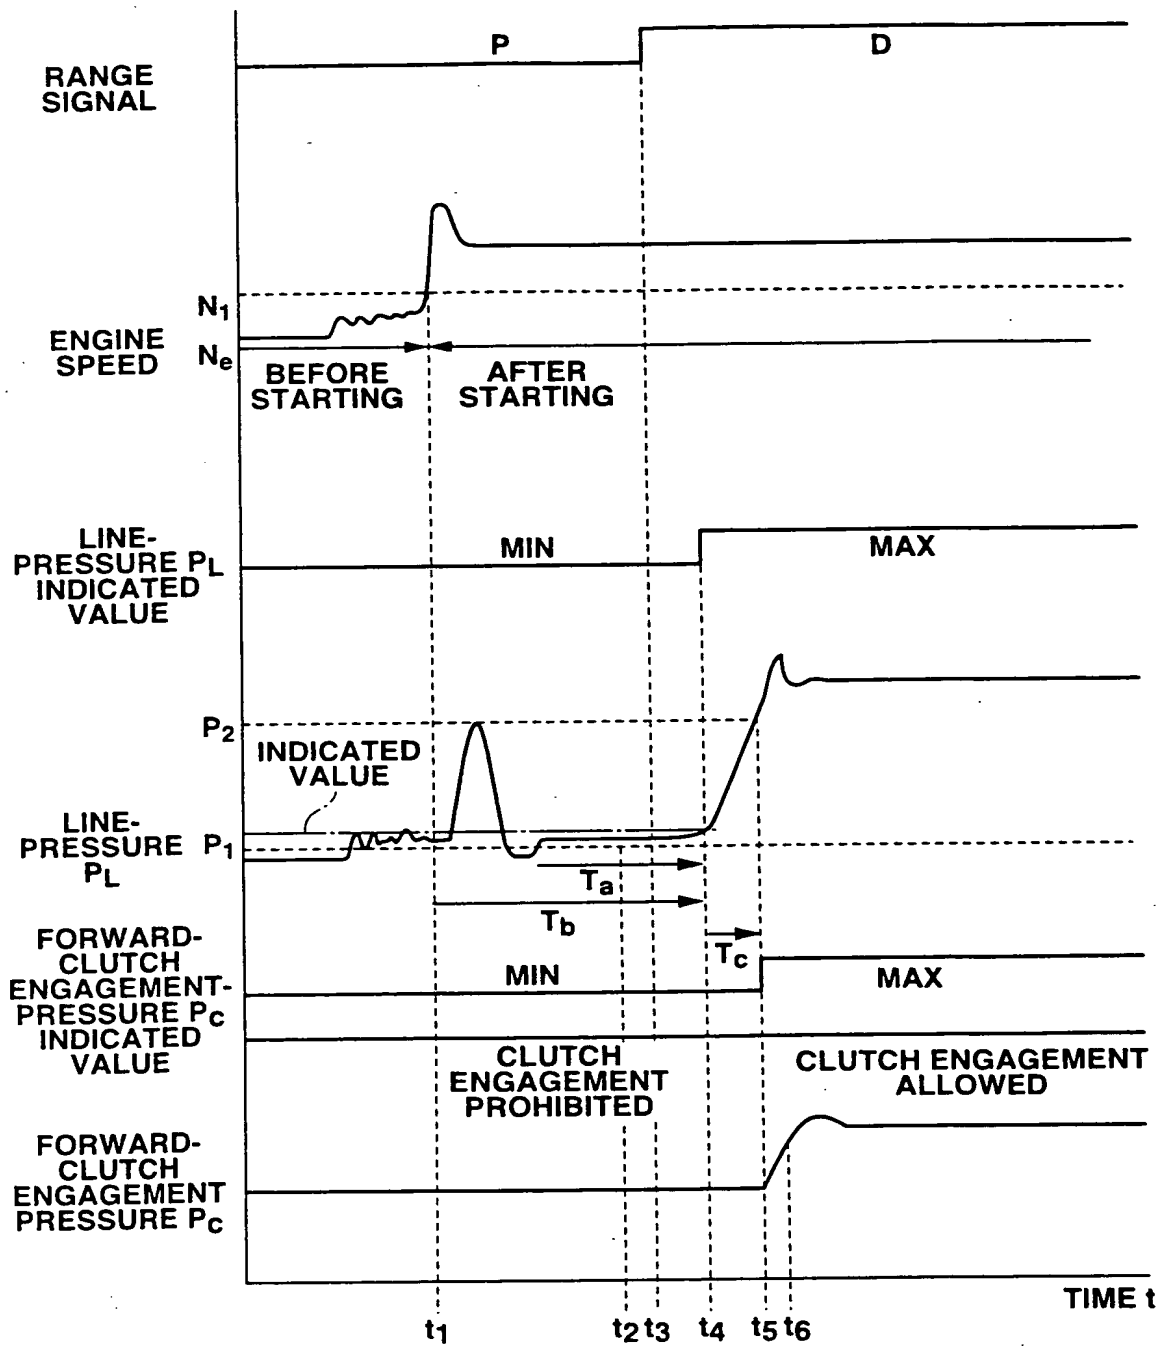 P
D
RANGE
SIGNAL
N1
ENGINE
SPEED
Ne
BEFORE
STARTING
AFTER
STARTING
LINE-
PRESSURE PL
INDICATED
VALUE
MIN
MAX
P2
INDICATED
VALUE
LINE-
PRESSURE
PL
P1
Ta
Tb
Tc
FORWARD-
CLUTCH
ENGAGEMENT-
PRESSURE Pc
INDICATED
VALUE
MIN
MAX
CLUTCH
ENGAGEMENT
PROHIBITED
CLUTCH ENGAGEMENT
ALLOWED
FORWARD-
CLUTCH
ENGAGEMENT
PRESSURE Pc
TIME t
t1
t2
t3
t4
t5
t6